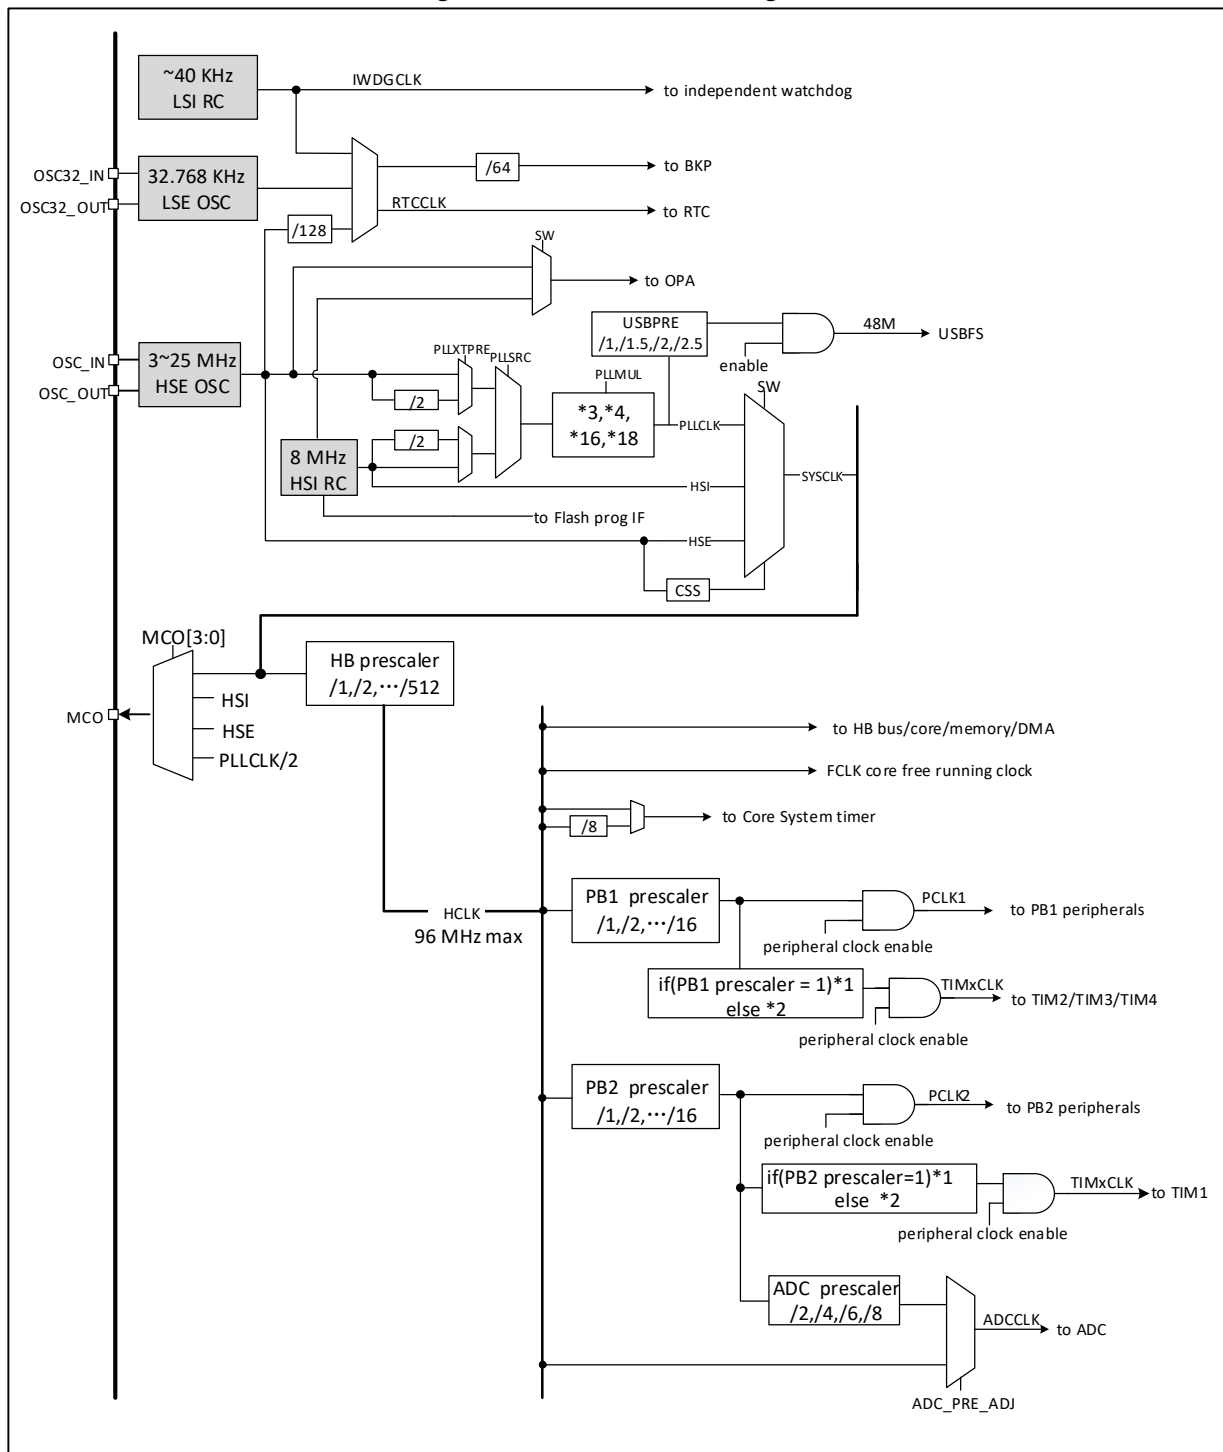 ~40 KHz
LSI RC
IWDGCLK
to independent watchdog
OSC32_IN
32.768 KHz
LSE OSC
OSC32_OUT
/64
to BKP
RTCCLK
to RTC
/128
SW
to OPA
USBPRE
/1,/1.5,/2,/2.5
48M
USBFS
enable
OSC_IN
3~25 MHz
HSE OSC
OSC_OUT
PLLXTPRE
PLLSRC
/2
PLLMUL
*3,*4,
*16,*18
PLLCLK
SW
/2
8 MHz
HSI RC
HSI
SYSCLK
to Flash prog IF
HSE
CSS
MCO[3:0]
HB prescaler
/1,/2,···/512
HSI
MCO
HSE
PLLCLK/2
to HB bus/core/memory/DMA
FCLK core free running clock
/8
to Core System timer
HCLK
96 MHz max
PB1 prescaler
/1,/2,···/16
PCLK1
to PB1 peripherals
peripheral clock enable
if(PB1 prescaler = 1)*1
else *2
TIMxCLK
to TIM2/TIM3/TIM4
peripheral clock enable
PB2 prescaler
/1,/2,···/16
PCLK2
to PB2 peripherals
peripheral clock enable
if(PB2 prescaler=1)*1
else *2
TIMxCLK
to TIM1
peripheral clock enable
ADC prescaler
/2,/4,/6,/8
ADCCLK
to ADC
ADC_PRE_ADJ